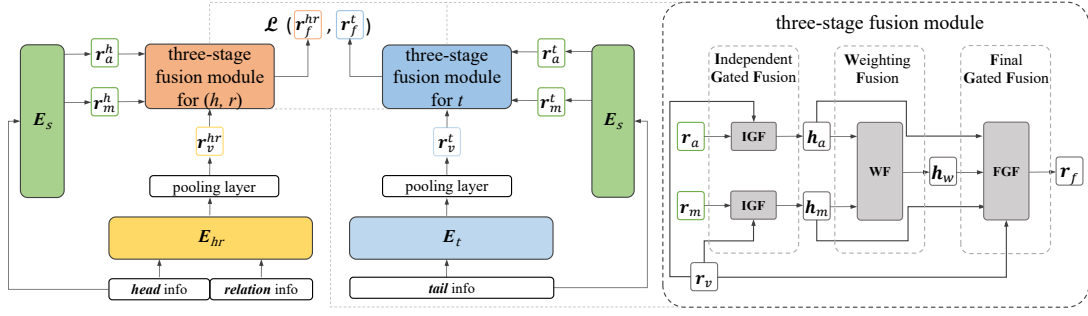 three-stage fusion module
𝓛 ( r_f^{hr} , r_f^t )
E_s
r_a^h
r_m^h
three-stage
fusion module
for (h, r)
r_v^{hr}
pooling layer
E_{hr}
head info
relation info
three-stage
fusion module
for t
r_a^t
r_m^t
E_s
r_v^t
pooling layer
E_t
tail info
Independent
Gated Fusion
Weighting
Fusion
Final
Gated Fusion
r_a
IGF
h_a
WF
h_w
FGF
r_f
r_m
IGF
h_m
r_v